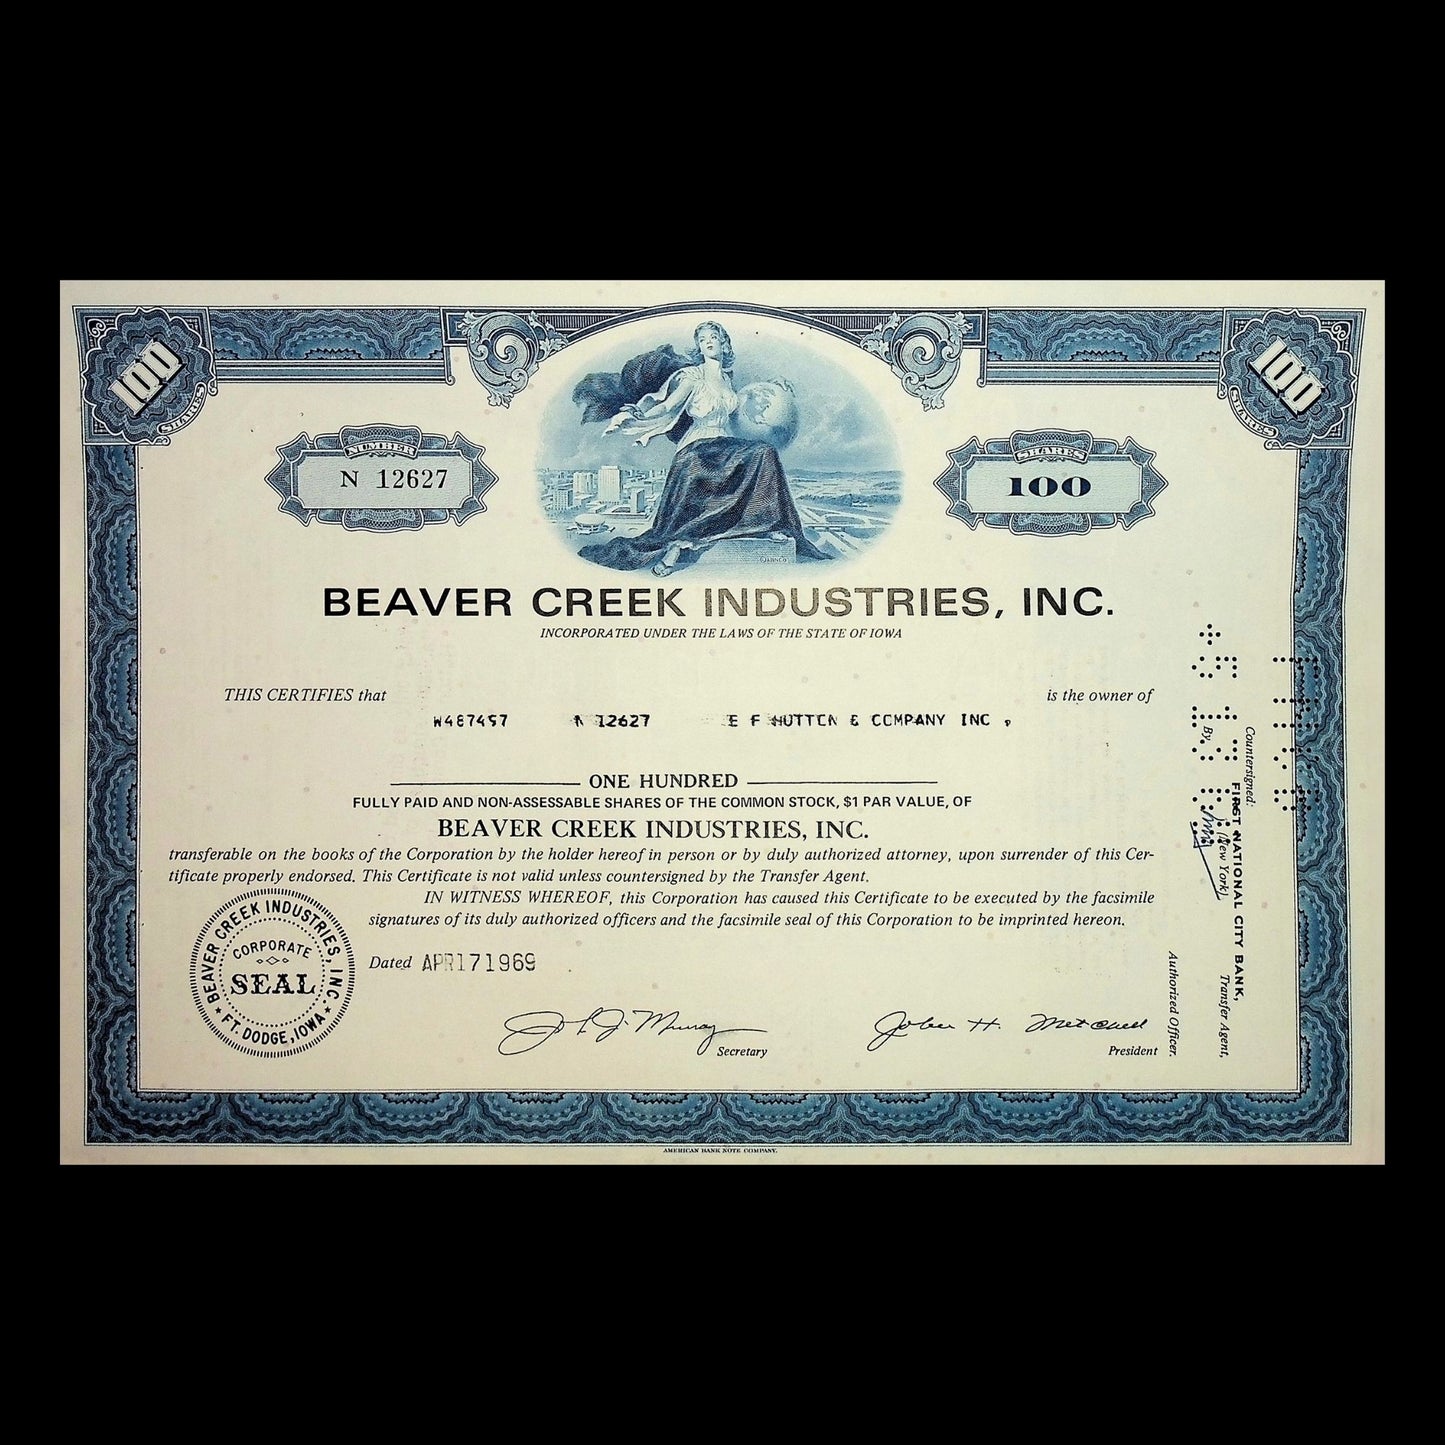 100
SHARES
100
SHARES
NUMBER
N 12627
SHARES
100
BEAVER CREEK INDUSTRIES, INC.
INCORPORATED UNDER THE LAWS OF THE STATE OF IOWA
THIS CERTIFIES that
is the owner of
W487457 N 12627 E F HUTTON & COMPANY INC
ONE HUNDRED
FULLY PAID AND NON-ASSESSABLE SHARES OF THE COMMON STOCK, $1 PAR VALUE, OF
BEAVER CREEK INDUSTRIES, INC.
transferable on the books of the Corporation by the holder hereof in person or by duly authorized attorney, upon surrender of this Cer-
tificate properly endorsed. This Certificate is not valid unless countersigned by the Transfer Agent.
IN WITNESS WHEREOF, this Corporation has caused this Certificate to be executed by the facsimile
signatures of its duly authorized officers and the facsimile seal of this Corporation to be imprinted hereon.
BEAVER CREEK INDUSTRIES, INC.
CORPORATE
SEAL
★ FT. DODGE, IOWA ★
Dated APR 17 1969
Secretary
President
Countersigned:
FIRST NATIONAL CITY BANK,
(New York)
Transfer Agent,
By
Authorized Officer.
AMERICAN BANK NOTE COMPANY.